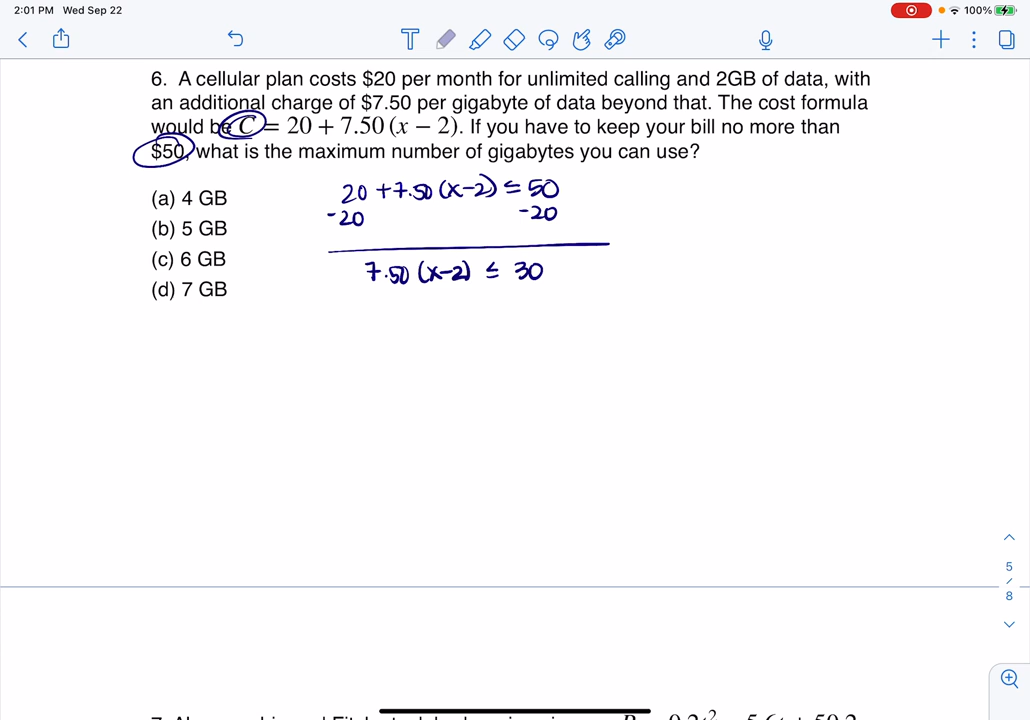 2:01 PM Wed Sep 22
100%
6. A cellular plan costs $20 per month for unlimited calling and 2GB of data, with
an additional charge of $7.50 per gigabyte of data beyond that. The cost formula
would be C = 20 + 7.50 (x − 2). If you have to keep your bill no more than
$50, what is the maximum number of gigabytes you can use?
(a) 4 GB
(b) 5 GB
(c) 6 GB
(d) 7 GB
20 + 7.50 (x-2) ≤ 50
-20 -20
7.50 (x-2) ≤ 30
5
/
8